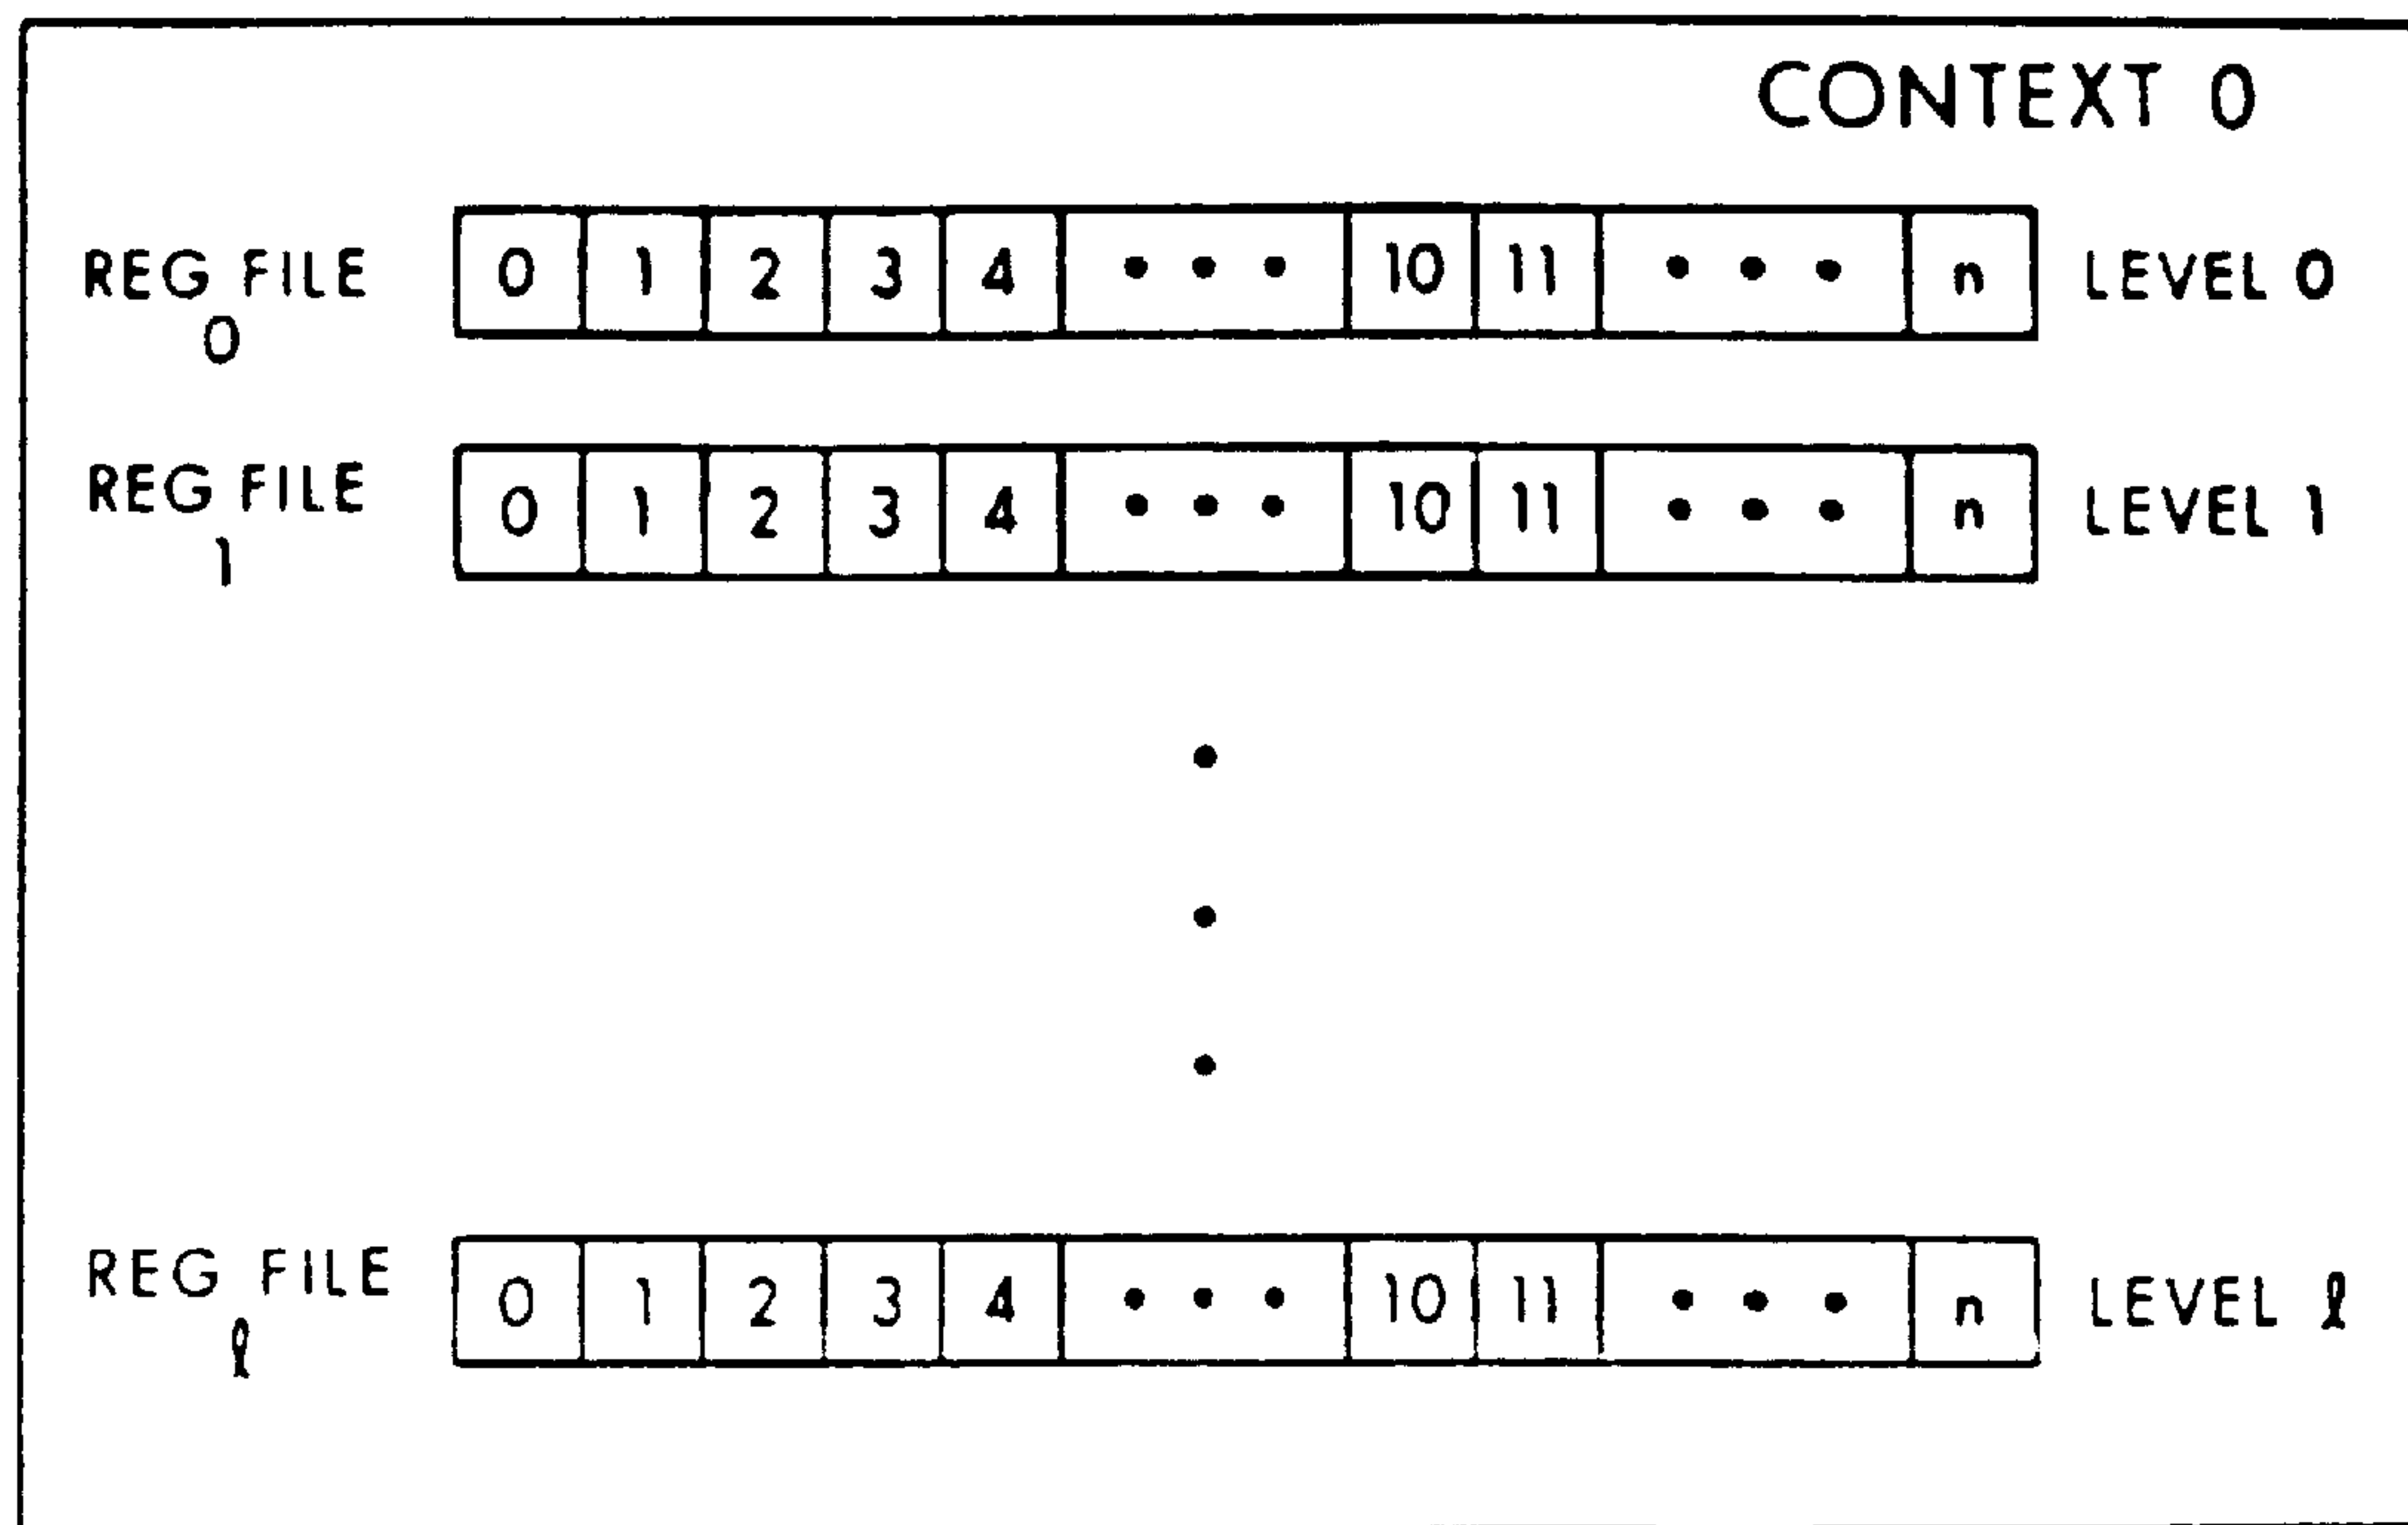 CONTEXT 0
REG FILE 0 1 2 3 4 • • • 10 11 • • • n LEVEL 0
0
REG FILE 0 1 2 3 4 • • • 10 11 • • • n LEVEL 1
1
•
•
•
REG FILE 0 1 2 3 4 • • • 10 11 • • • n LEVEL ℓ
ℓ